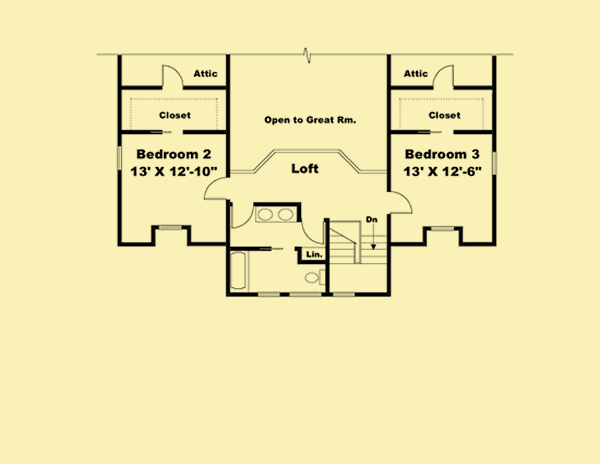 Attic
Attic
Closet
Closet
Open to Great Rm.
Bedroom 2
13' X 12'-10"
Loft
Bedroom 3
13' X 12'-6"
Dn
Lin.